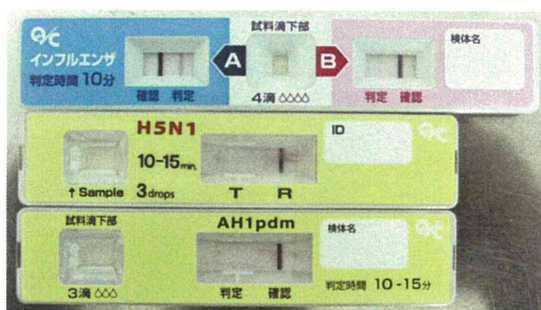 Q/C
インフルエンザ
判定時間 10分
確認 判定
A
試料滴下部
4滴
B
判定 確認
検体名
H5N1
10-15min.
↑ Sample 3drops
T R
ID
Q/C
試料滴下部
3滴
AH1pdm
判定 確認
検体名
Q/C
判定時間 10-15分